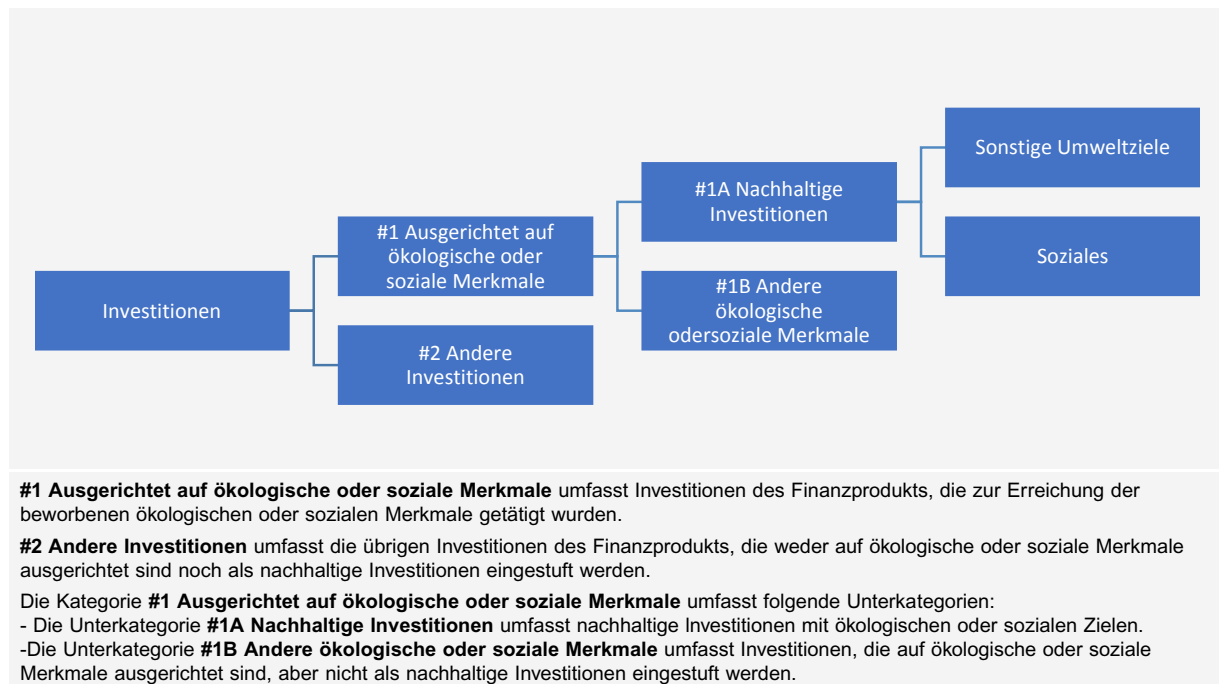 Investitionen
#1 Ausgerichtet auf
ökologische oder
soziale Merkmale
#2 Andere
Investitionen
#1A Nachhaltige
Investitionen
#1B Andere
ökologische
odersoziale Merkmale
Sonstige Umweltziele
Soziales
#1 Ausgerichtet auf ökologische oder soziale Merkmale umfasst Investitionen des Finanzprodukts, die zur Erreichung der
beworbenen ökologischen oder sozialen Merkmale getätigt wurden.
#2 Andere Investitionen umfasst die übrigen Investitionen des Finanzprodukts, die weder auf ökologische oder soziale Merkmale
ausgerichtet sind noch als nachhaltige Investitionen eingestuft werden.
Die Kategorie #1 Ausgerichtet auf ökologische oder soziale Merkmale umfasst folgende Unterkategorien:
- Die Unterkategorie #1A Nachhaltige Investitionen umfasst nachhaltige Investitionen mit ökologischen oder sozialen Zielen.
-Die Unterkategorie #1B Andere ökologische oder soziale Merkmale umfasst Investitionen, die auf ökologische oder soziale
Merkmale ausgerichtet sind, aber nicht als nachhaltige Investitionen eingestuft werden.